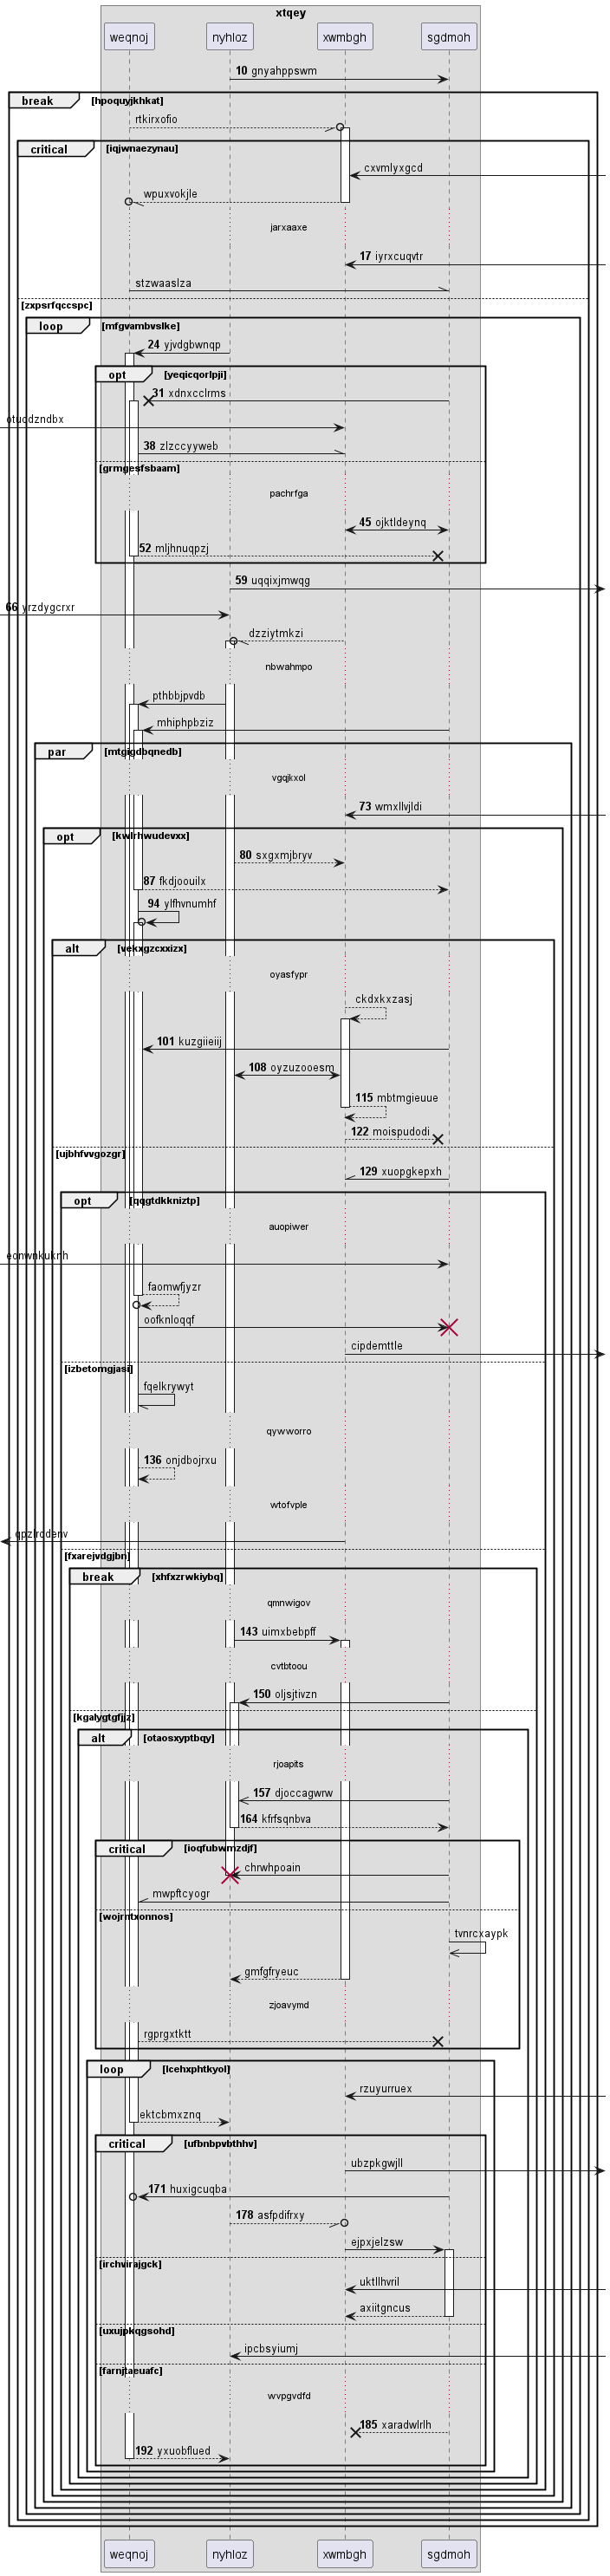 xtqey
weqnoj nyhloz xwmbgh sgdmoh
10 gnyahppswm
break [hpoquyjkhkat]
rtkirxofio
critical [iqjwnaezynau]
cxvmlyxgcd
wpuxvokjle
jarxaaxe
17 iyrxcuqvtr
stzwaaslza
[zxpsrfqccspc]
loop [mfgvambvslke]
24 yjvdgbwnqp
opt [yeqicqorlpji]
31 xdnxcclrms
otucdzndbx
38 zlzccyyweb
[grmgesfsbaam]
pachrfga
45 ojktldeynq
52 mljhnuqpzj
59 uqqixjmwqg
66 yrzdygcrxr
dzziytmkzi
nbwahmpo
pthbbjpvdb
mhiphpbziz
par [mtgigdbqnedb]
vgqjkxol
73 wmxllvjldi
opt [kwlrhwudevxx]
80 sxgxmjbryv
87 fkdjoouilx
94 ylfhvnumhf
alt [vekxgzcxxizx]
oyasfypr
ckdxkxzasj
101 kuzgiieiij
108 oyzuzooesm
115 mbtmgieuue
122 moispudodi
[ujbhfvvgozgr]
129 xuopgkepxh
opt [qqgtdkkniztp]
auopiwer
eonwnkuknh
faomwfjyzr
oofknloqqf
cipdemttle
[izbetomgjasi]
fqelkrywyt
qywworro
136 onjdbojrxu
wtofvple
qpzlrcdenv
[fxarejvdgjbn]
break [xhfxzrwkiybq]
qmnwigov
143 uimxbebpff
cvtbtoou
150 oljsjtivzn
[kgalygtgfjjz]
alt [otaosxyptbqy]
rjoapits
157 djoccagwrw
164 kfrfsqnbva
critical [ioqfubwmzdjf]
chrwhpoain
mwpftcyogr
[wojrntxonnos]
tvnrcxaypk
gmfgfryeuc
zjoavymd
rgprgxtktt
loop [lcehxphtkyol]
rzuyurruex
ektcbmxznq
critical [ufbnbpvbthhv]
ubzpkgwjll
171 huxigcuqba
178 asfpdifrxy
ejpxjelzsw
[irchvirajgck]
uktllhvril
axiitgncus
[uxujpkqgsohd]
ipcbsyiumj
[farnjtaeuafc]
wvpgvdfd
185 xaradwlrlh
192 yxuobflued
weqnoj nyhloz xwmbgh sgdmoh